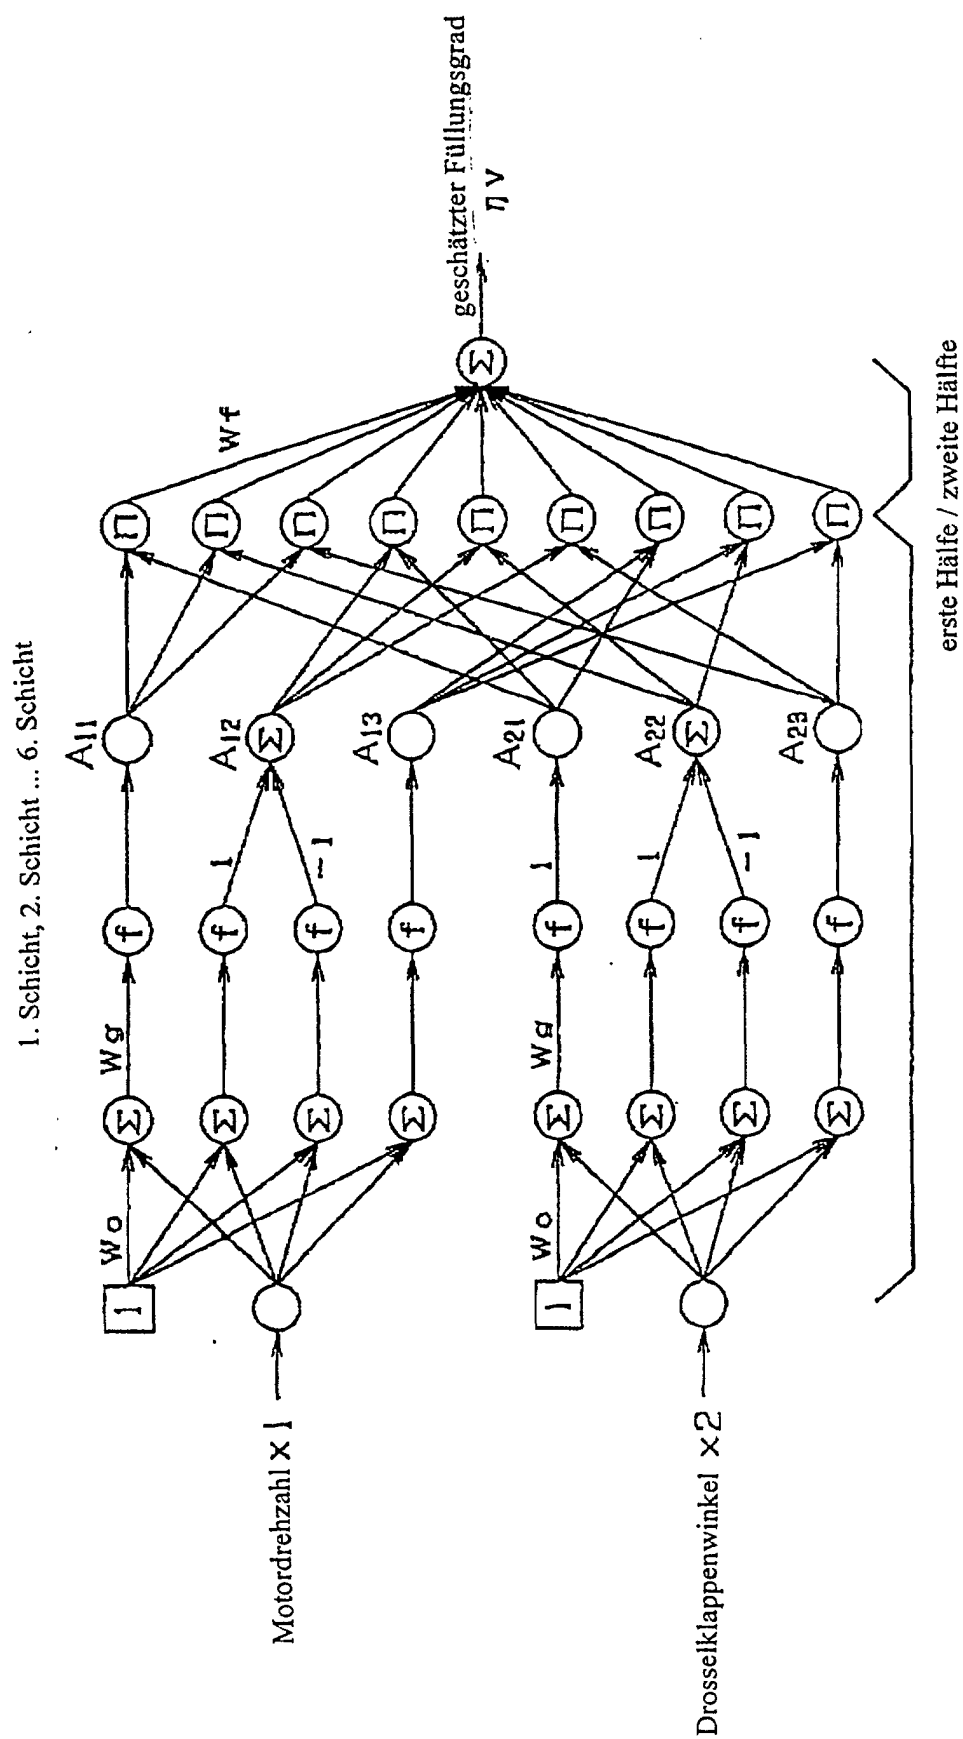 1. Schicht, 2. Schicht ... 6. Schicht
1
Wo
Σ
Wg
f
A11
Π
Wf
Σ
f
Π
Motordrehzahl x1
1
A12
Σ
Π
Σ
f
-1
Π
Σ
f
A13
Π
Σ
geschätzter Füllungsgrad
ηv
1
Wo
Σ
Wg
f
1
A21
Π
Σ
f
Π
Drosselklappenwinkel x2
1
A22
Σ
Π
Σ
f
-1
Π
Σ
f
A23
erste Hälfe / zweite Hälfte